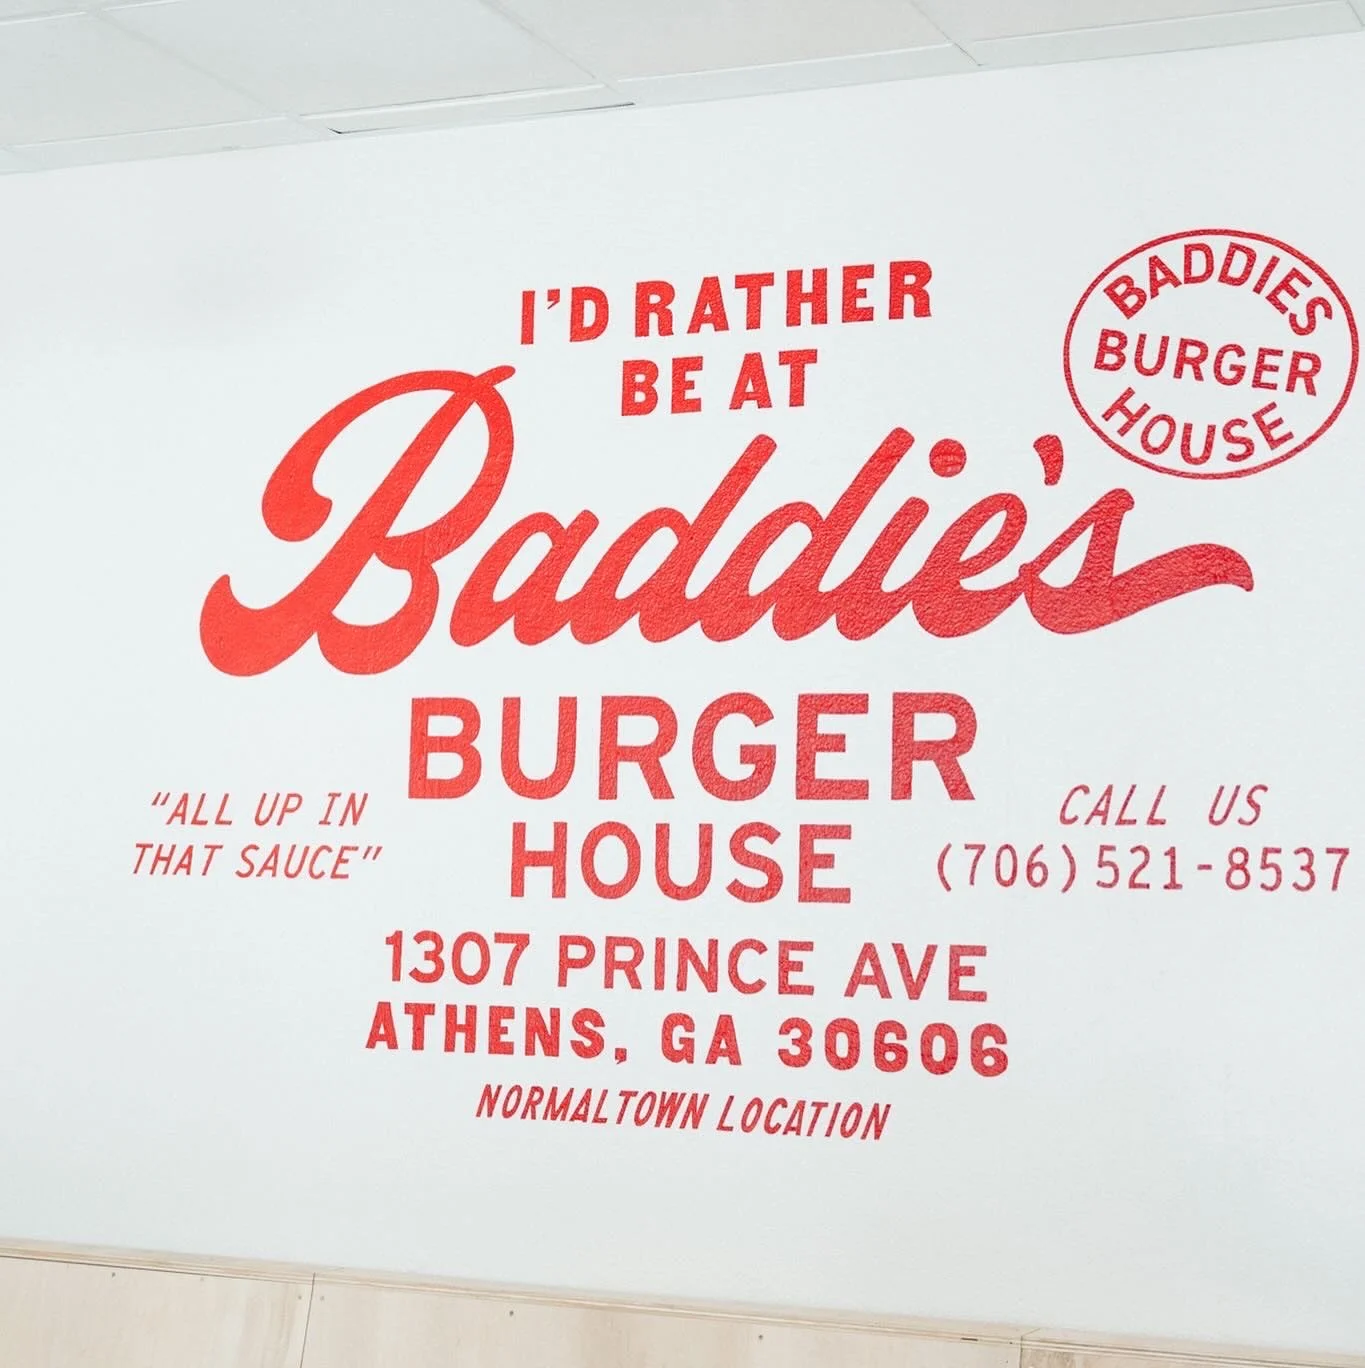 I'D RATHER
BE AT
Baddie's
BURGER
HOUSE
BADDIES
BURGER
HOUSE
"ALL UP IN
THAT SAUCE"
CALL US
(706)521-8537
1307 PRINCE AVE
ATHENS, GA 30606
NORMALTOWN LOCATION